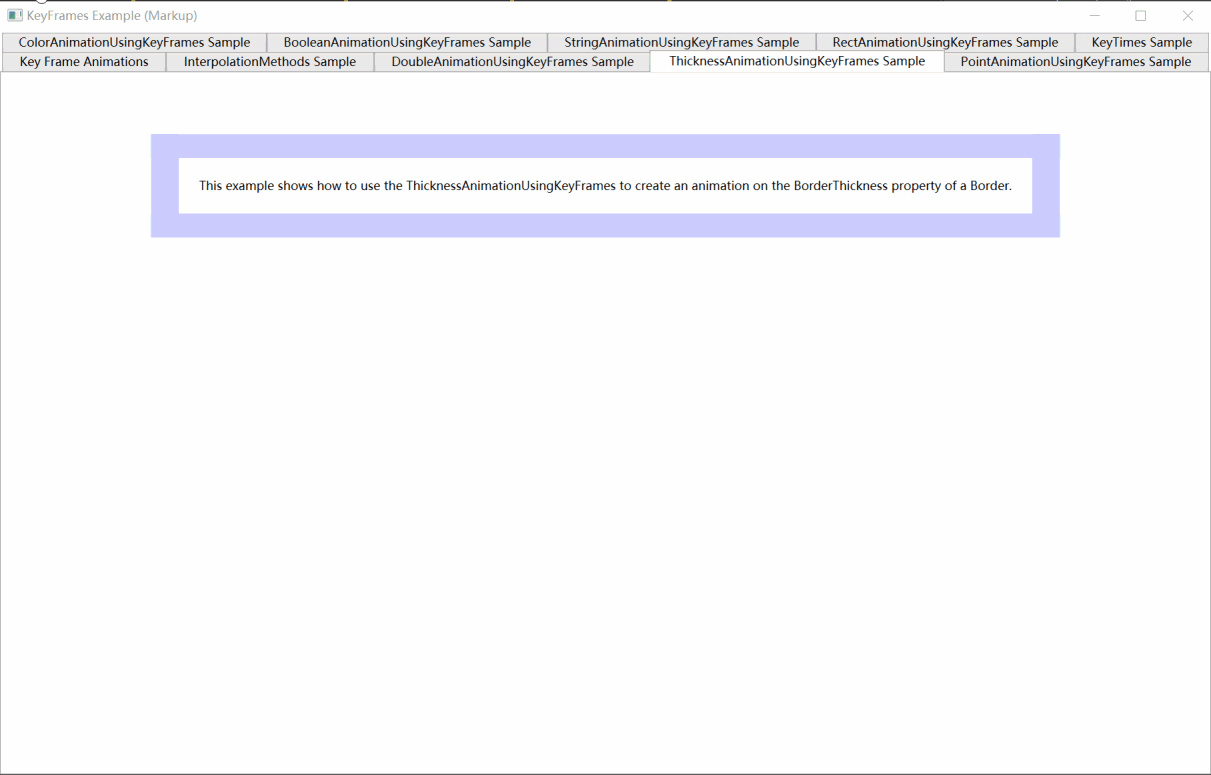 KeyFrames Example (Markup)
ColorAnimationUsingKeyFrames Sample
BooleanAnimationUsingKeyFrames Sample
StringAnimationUsingKeyFrames Sample
RectAnimationUsingKeyFrames Sample
KeyTimes Sample
Key Frame Animations
InterpolationMethods Sample
DoubleAnimationUsingKeyFrames Sample
ThicknessAnimationUsingKeyFrames Sample
PointAnimationUsingKeyFrames Sample
This example shows how to use the ThicknessAnimationUsingKeyFrames to create an animation on the BorderThickness property of a Border.